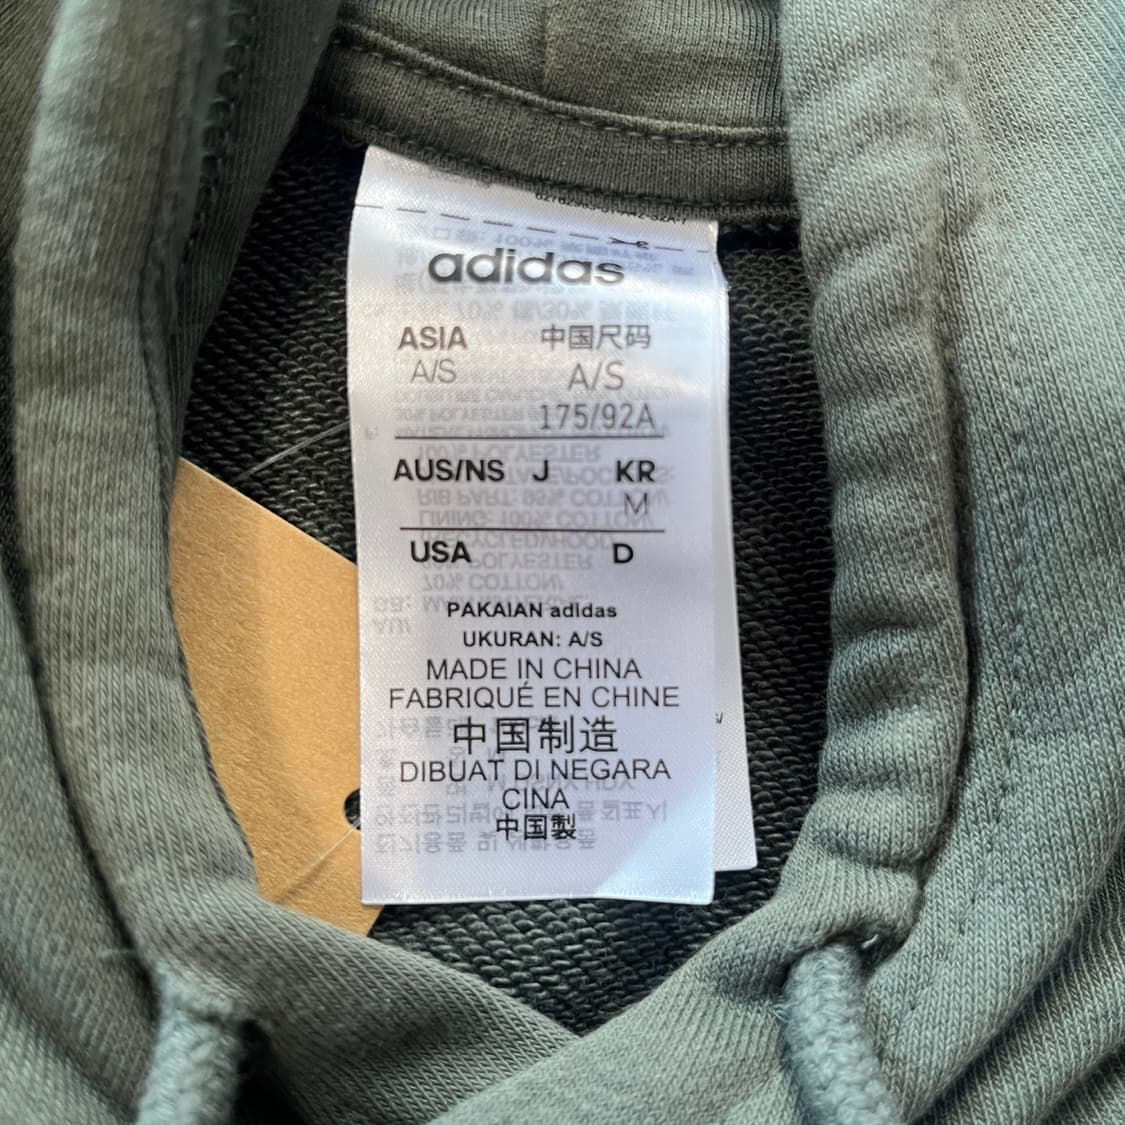 adidas
ASIA 中国尺码
A/S A/S
175/92A
AUS/NS J KR
M
USA D
PAKAIAN adidas
UKURAN: A/S
MADE IN CHINA
FABRIQUÉ EN CHINE
中国制造
DIBUAT DI NEGARA
CINA
中国製